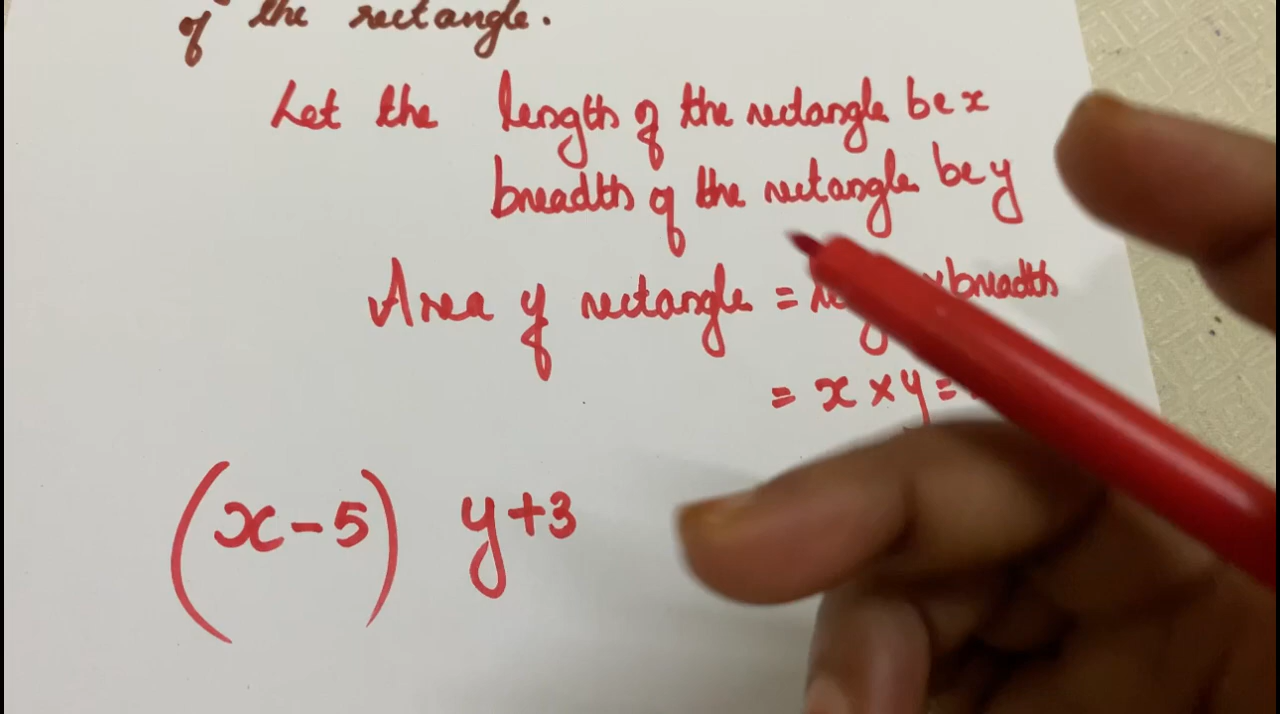 of the rectangle.
Let the length of the rectangle be x
breadth of the rectangle be y
Area of rectangle = × breadth
= x × y =
(x-5) y+3